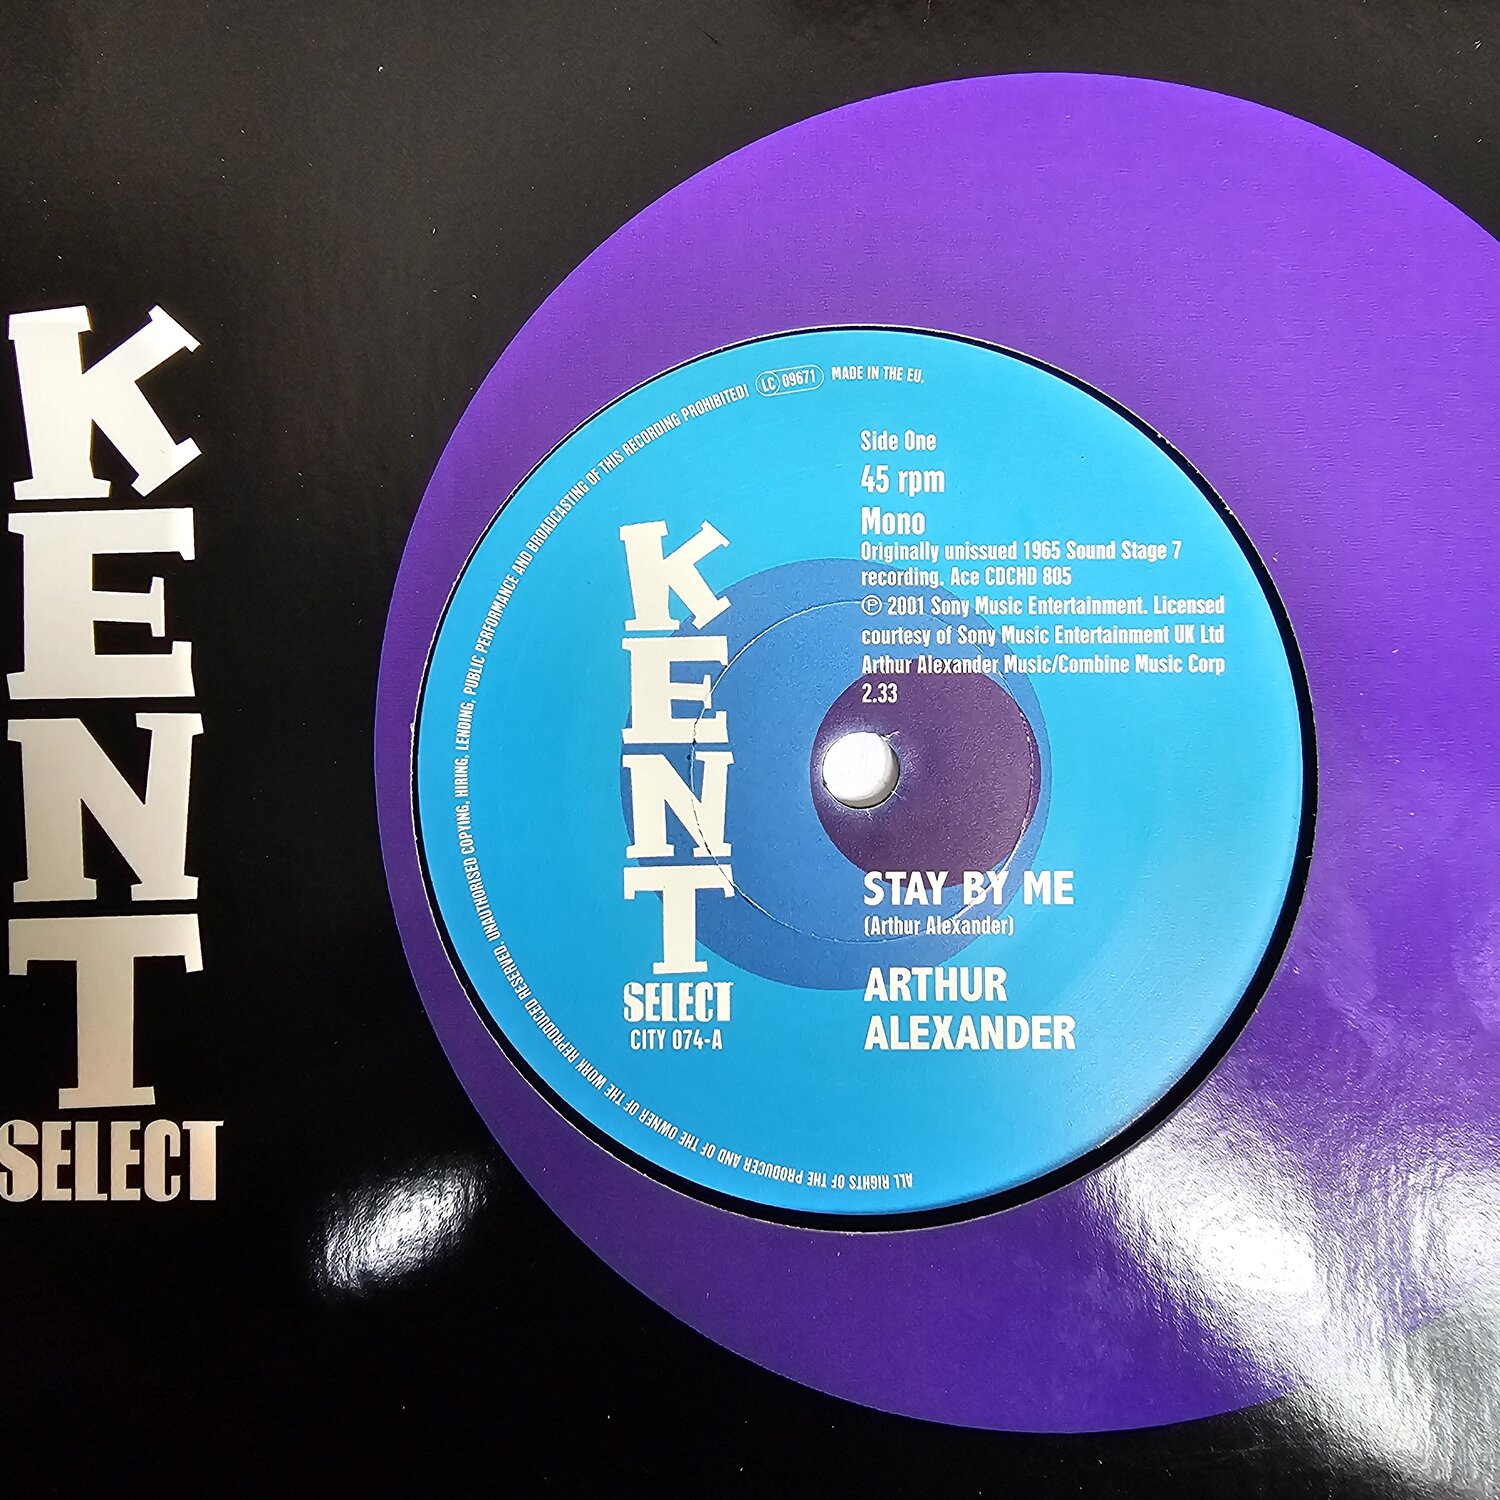 KENT
SELECT
ALL RIGHTS OF THE PRODUCER AND OF THE OWNER OF THE WORK REPRODUCED RESERVED. UNAUTHORISED COPYING, HIRING, LENDING, PUBLIC PERFORMANCE AND BROADCASTING OF THIS RECORDING PROHIBITED! LC 09671 MADE IN THE EU.
Side One
45 rpm
Mono
Originally unissued 1965 Sound Stage 7
recording. Ace CDCHD 805
℗ 2001 Sony Music Entertainment. Licensed
courtesy of Sony Music Entertainment UK Ltd
Arthur Alexander Music/Combine Music Corp
2.33
KENT
SELECT
CITY 074-A
STAY BY ME
(Arthur Alexander)
ARTHUR
ALEXANDER